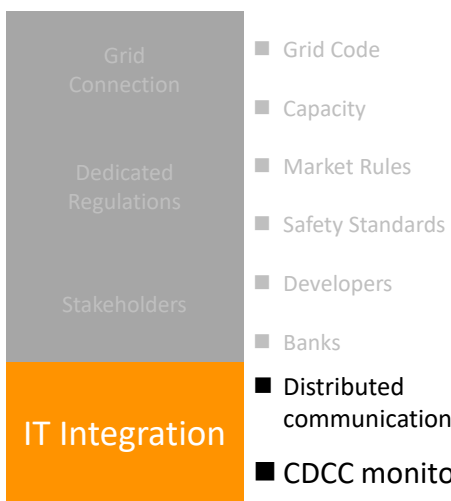 Grid
Connection
Grid Code
Capacity
Dedicated
Regulations
Market Rules
Safety Standards
Stakeholders
Developers
Banks
IT Integration
Distributed
communication
CDCC monito